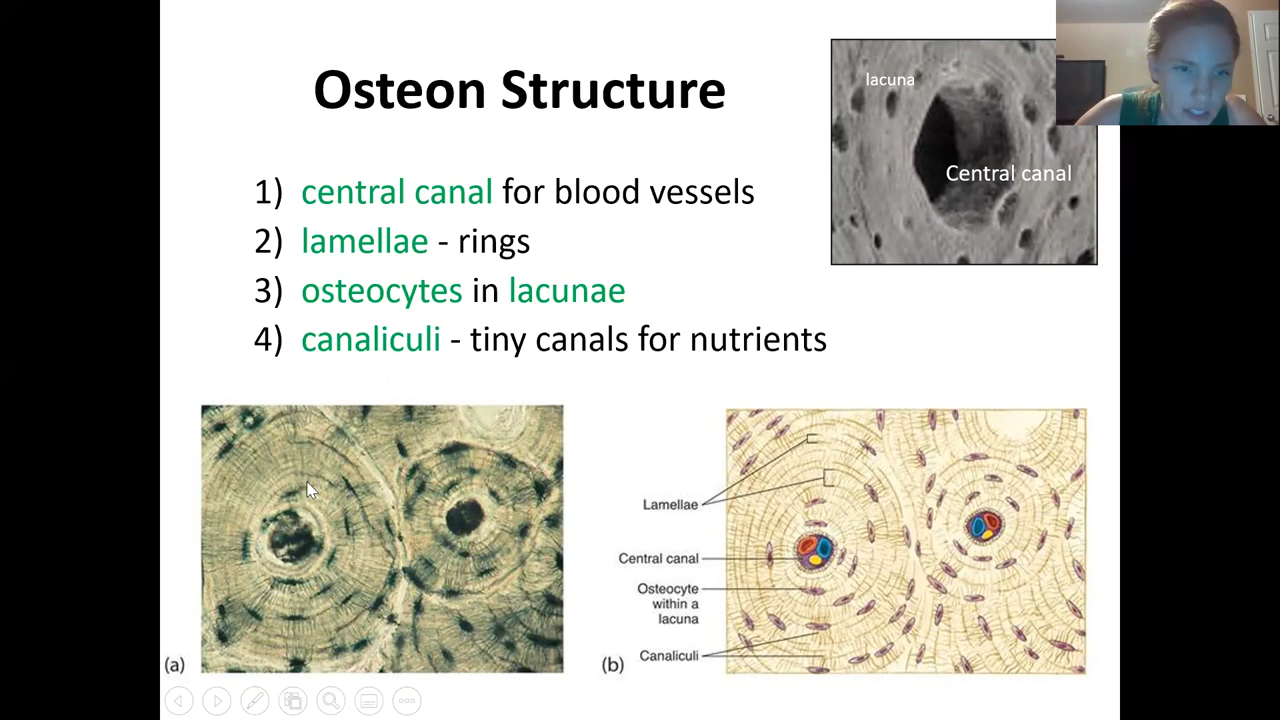 Osteon Structure
lacuna
Central canal
1) central canal for blood vessels
2) lamellae - rings
3) osteocytes in lacunae
4) canaliculi - tiny canals for nutrients
Lamellae
Central canal
Osteocyte
within a
lacuna
Canaliculi
(a)
(b)